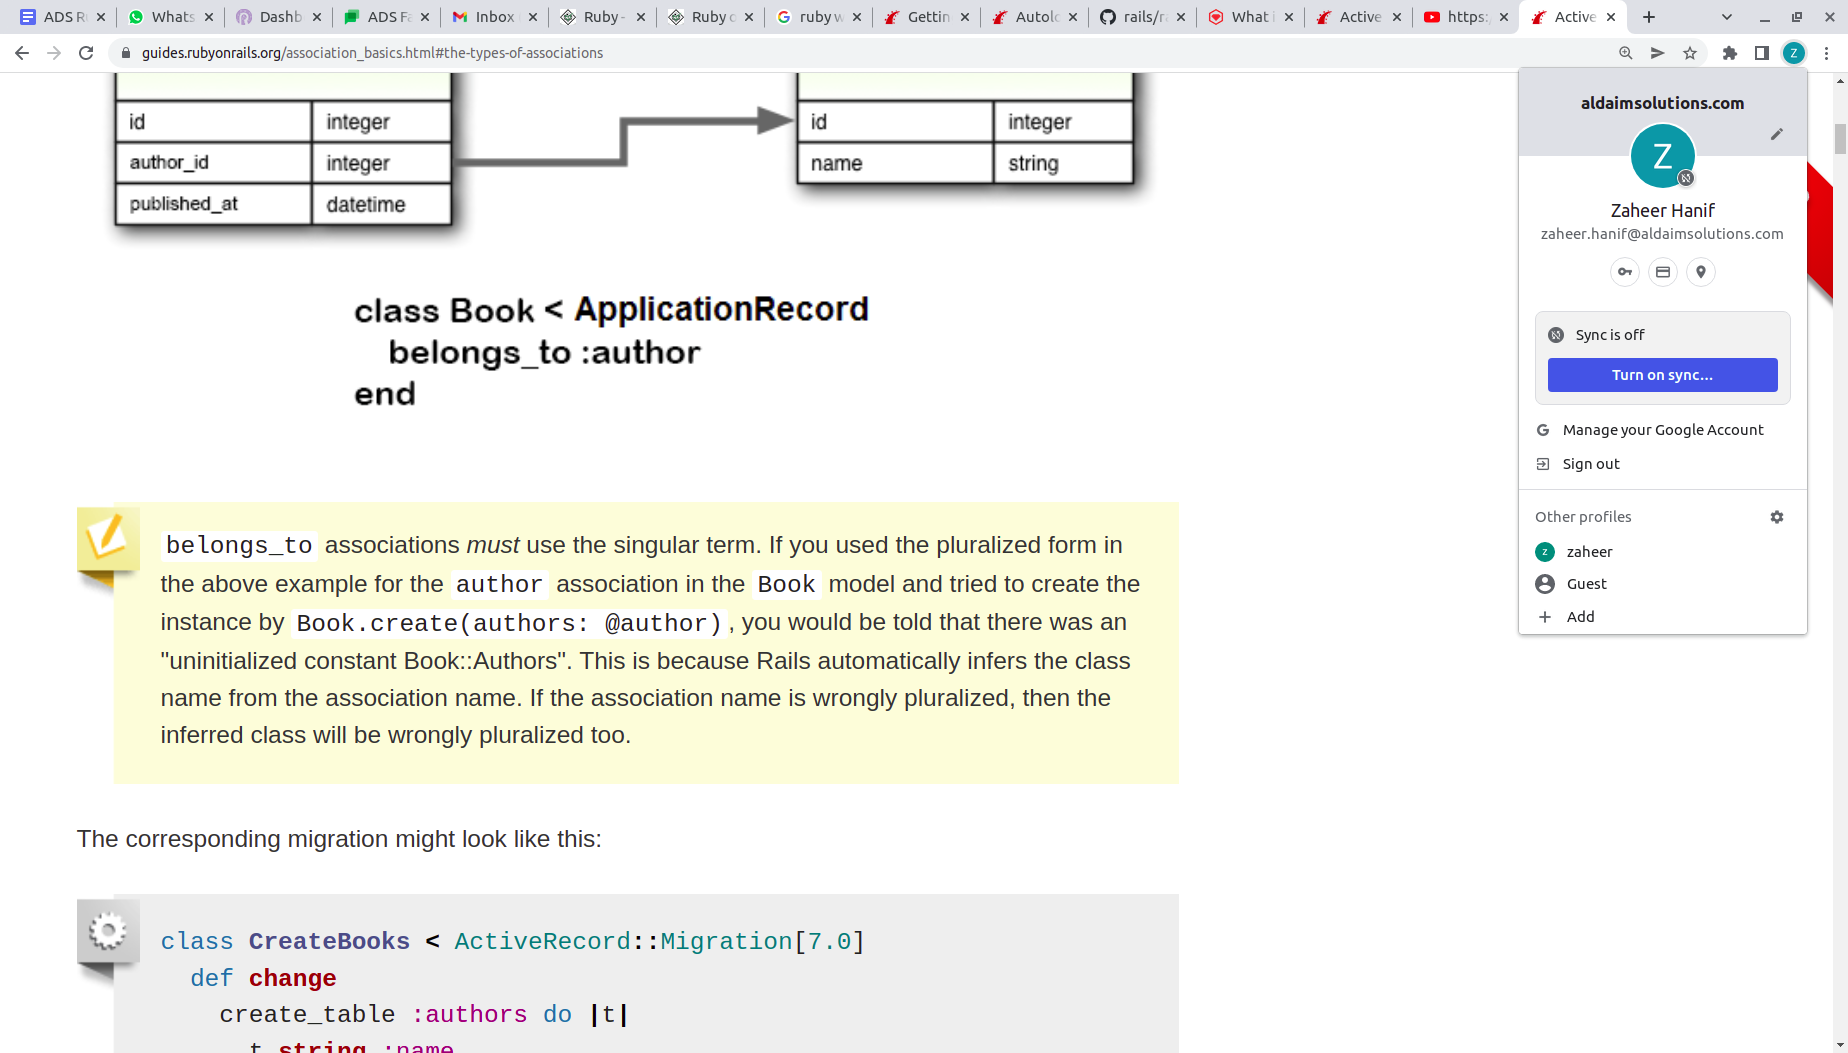 ADS R
Whats
Dashb
ADS Fa
Inbox
Ruby -
Ruby
ruby w
Gettin
Autol
rails/r
What i
Active
https:
Active
guides.rubyonrails.org/association_basics.html#the-types-of-associations
Z
id integer
author_id integer
published_at datetime
id integer
name string
class Book < ApplicationRecord
belongs_to :author
end
belongs_to associations must use the singular term. If you used the pluralized form in
the above example for the author association in the Book model and tried to create the
instance by Book.create(authors: @author), you would be told that there was an
"uninitialized constant Book::Authors". This is because Rails automatically infers the class
name from the association name. If the association name is wrongly pluralized, then the
inferred class will be wrongly pluralized too.
The corresponding migration might look like this:
class CreateBooks < ActiveRecord::Migration[7.0]
def change
create_table :authors do |t|
t.string :name
aldaimsolutions.com
Z
Zaheer Hanif
zaheer.hanif@aldaimsolutions.com
Sync is off
Turn on sync...
Manage your Google Account
Sign out
Other profiles
z zaheer
Guest
Add